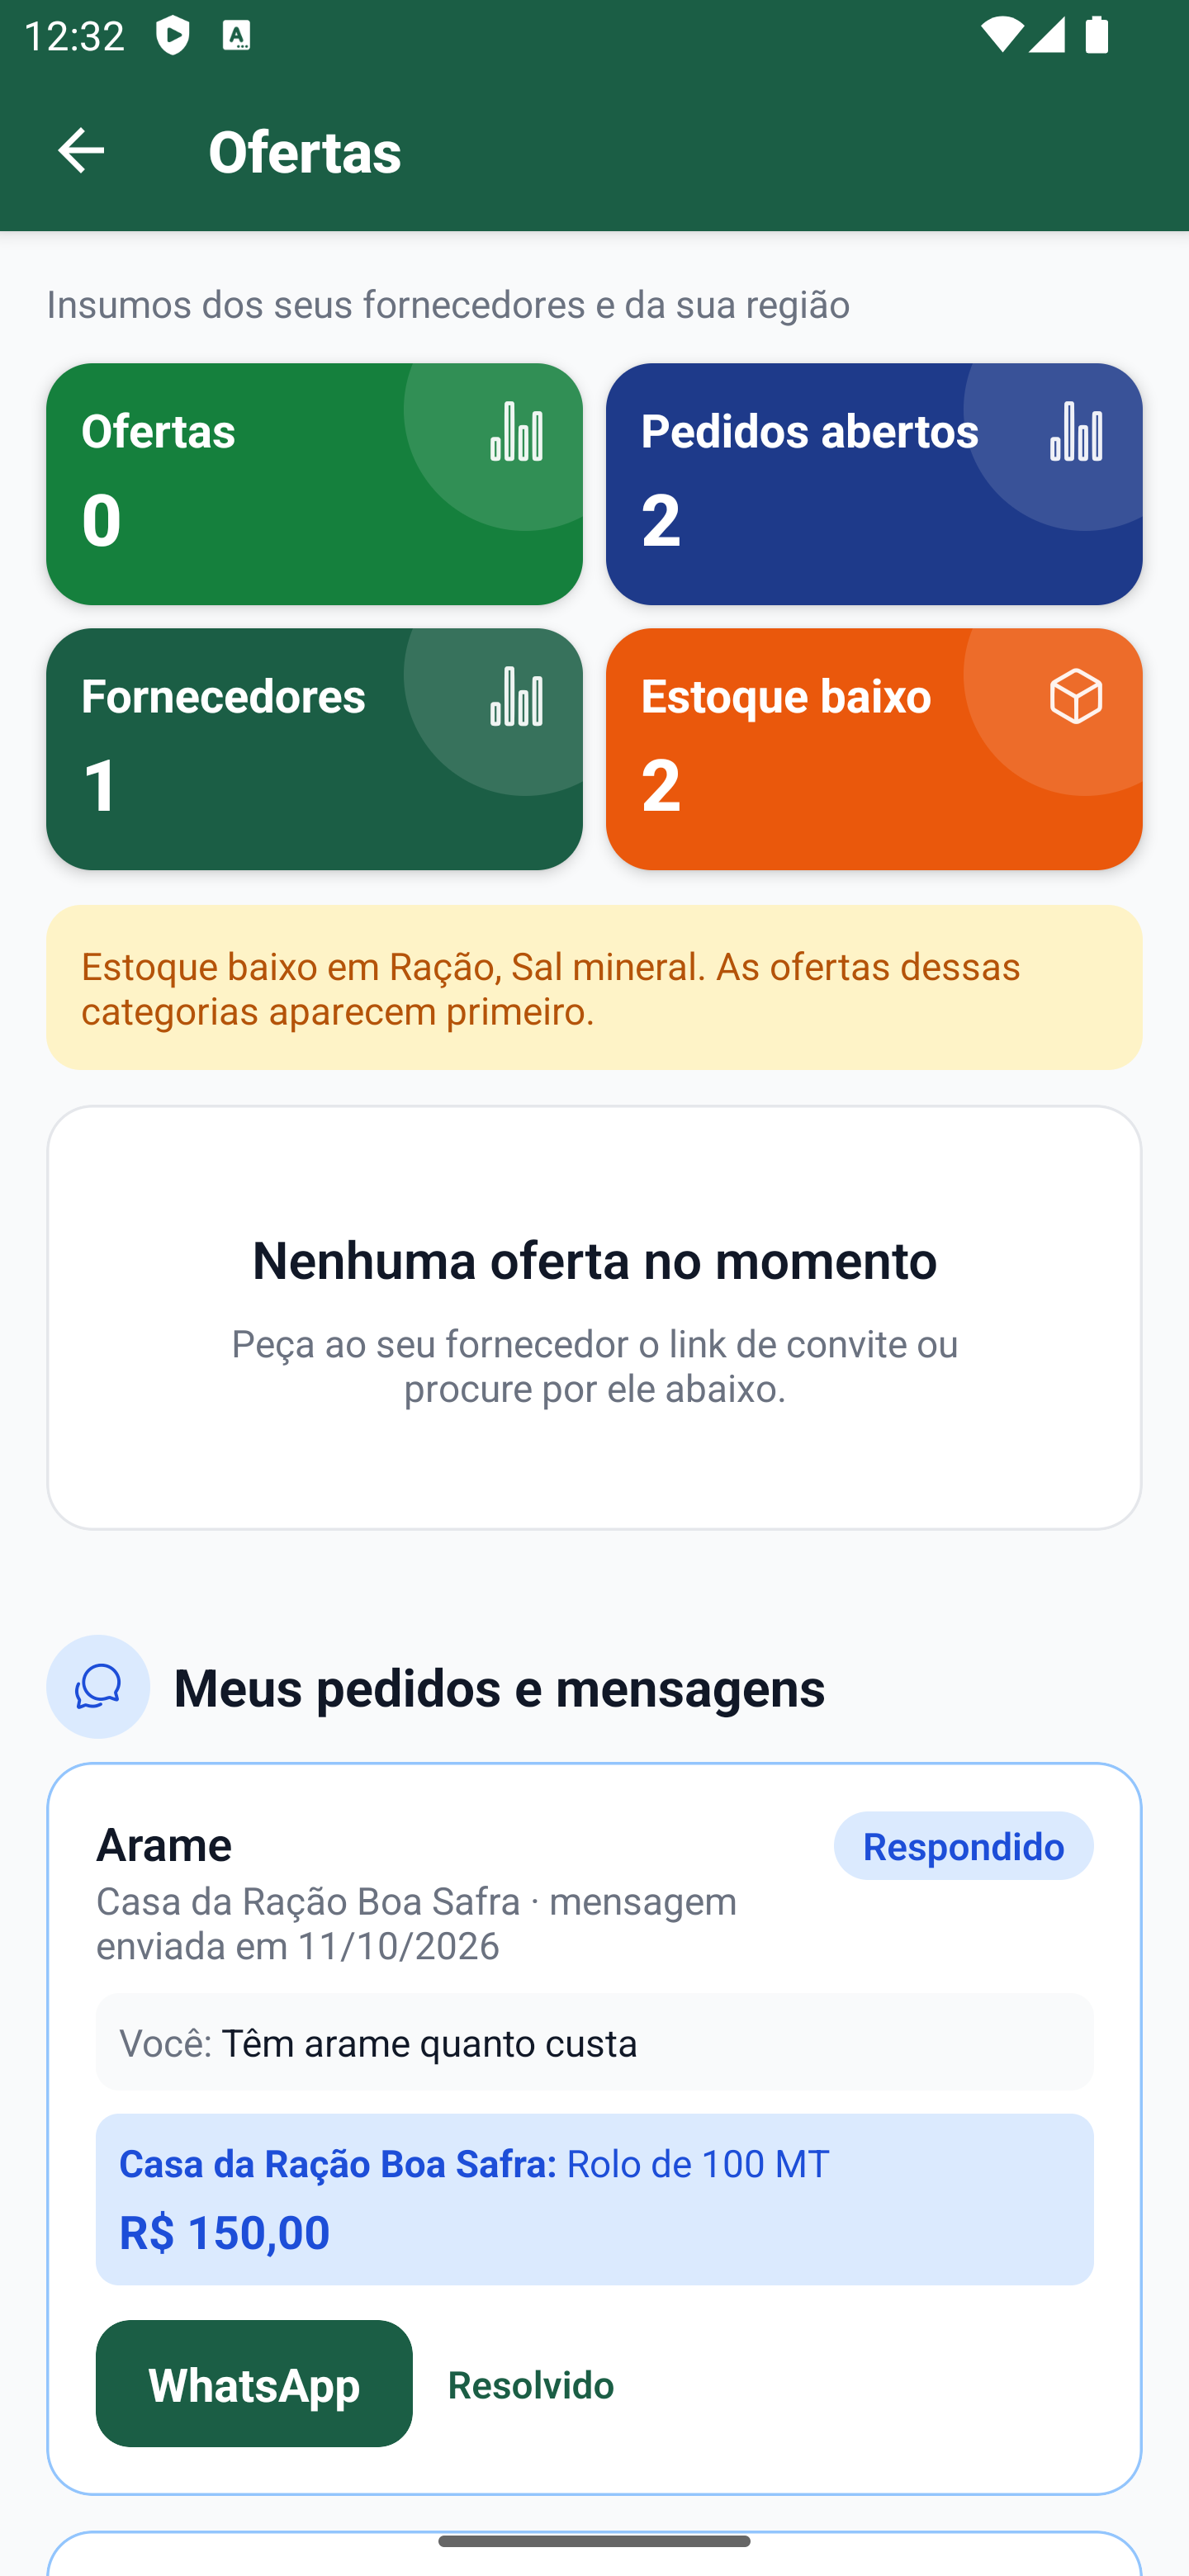 12:32
Ofertas
Insumos dos seus fornecedores e da sua região
Ofertas
0
Pedidos abertos
2
Fornecedores
1
Estoque baixo
2
Estoque baixo em Ração, Sal mineral. As ofertas dessas
categorias aparecem primeiro.
Nenhuma oferta no momento
Peça ao seu fornecedor o link de convite ou
procure por ele abaixo.
Meus pedidos e mensagens
Arame
Respondido
Casa da Ração Boa Safra · mensagem
enviada em 11/10/2026
Você: Têm arame quanto custa
Casa da Ração Boa Safra: Rolo de 100 MT
R$ 150,00
WhatsApp
Resolvido